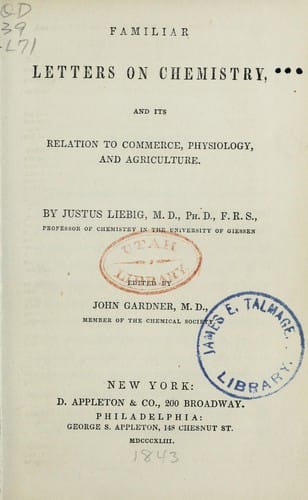 QD
39
.L71
FAMILIAR
LETTERS ON CHEMISTRY,
AND ITS
RELATION TO COMMERCE, PHYSIOLOGY,
AND AGRICULTURE.
BY JUSTUS LIEBIG, M. D., PH. D., F. R. S.,
PROFESSOR OF CHEMISTRY IN THE UNIVERSITY OF GIESSEN
UTAH
LIBRARY.
EDITED BY
JOHN GARDNER, M. D.,
MEMBER OF THE CHEMICAL SOCIETY
JAMES E. TALMAGE.
LIBRARY.
NEW YORK:
D. APPLETON & CO., 200 BROADWAY.
PHILADELPHIA:
GEORGE S. APPLETON, 148 CHESNUT ST.
MDCCCXLIII.
1843